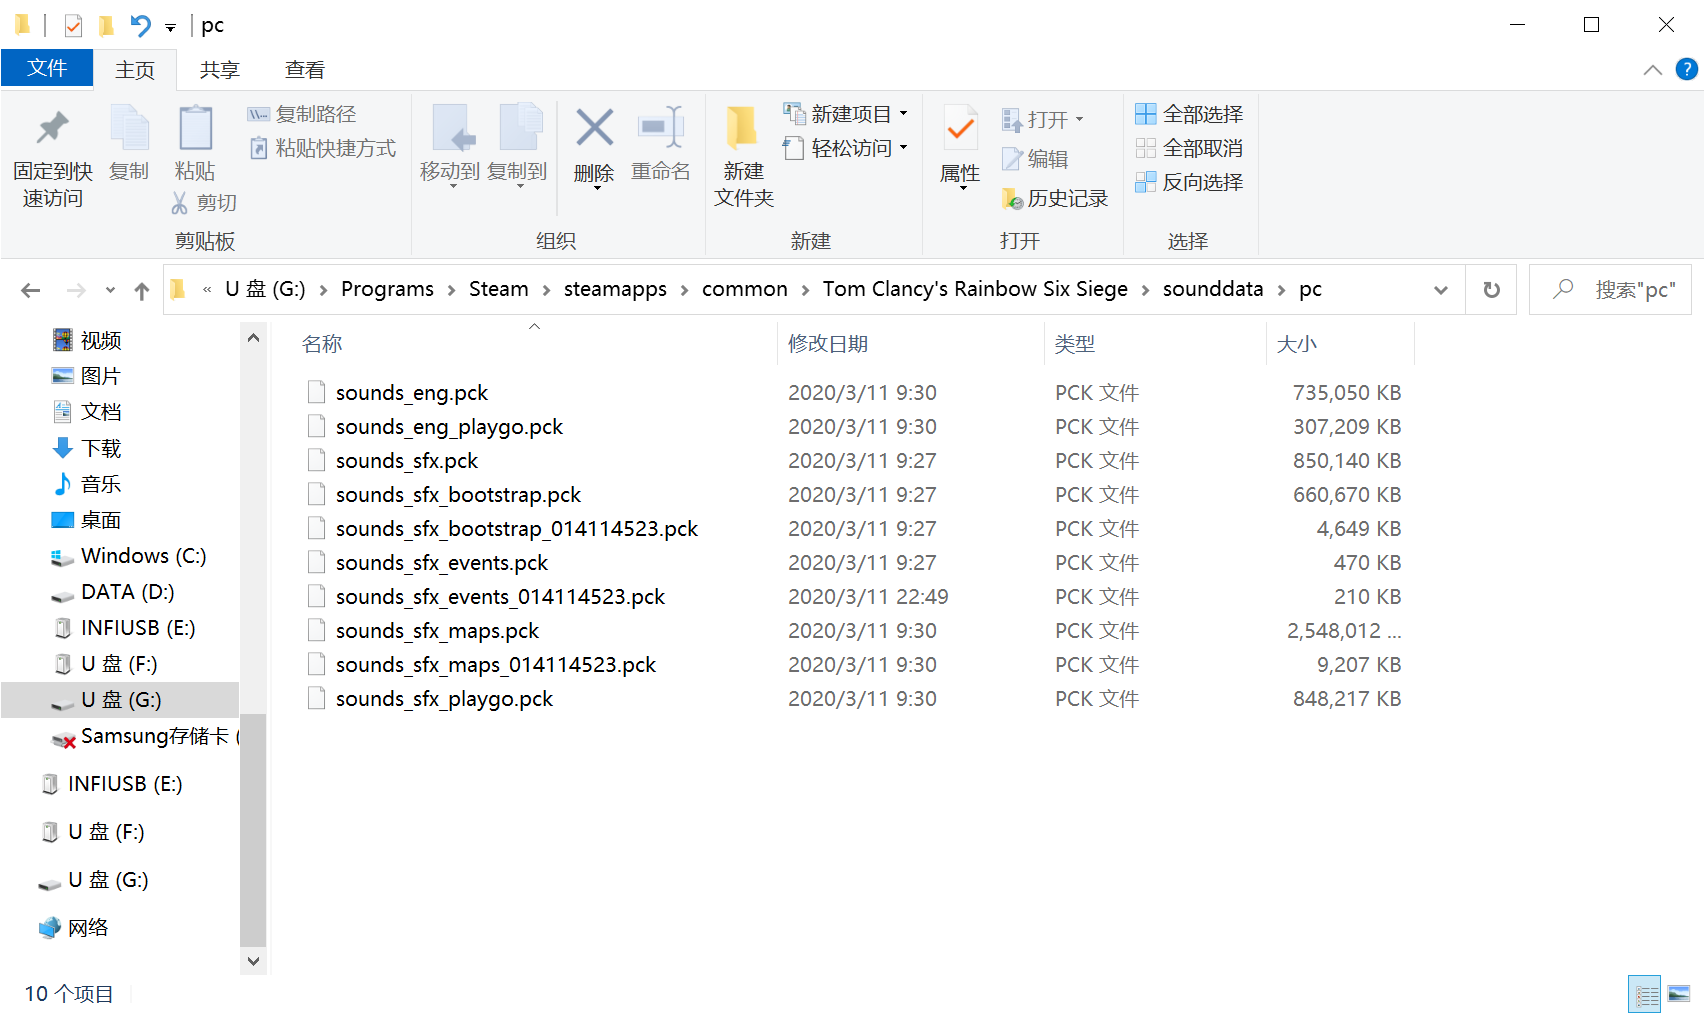 pc
文件
主页
共享
查看
固定到快
速访问
复制
粘贴
复制路径
粘贴快捷方式
剪切
剪贴板
移动到
复制到
删除
重命名
组织
新建
文件夹
新建项目
轻松访问
新建
属性
打开
编辑
历史记录
打开
全部选择
全部取消
反向选择
选择
« U 盘 (G:) › Programs › Steam › steamapps › common › Tom Clancy's Rainbow Six Siege › sounddata › pc
搜索"pc"
视频
图片
文档
下载
音乐
桌面
Windows (C:)
DATA (D:)
INFIUSB (E:)
U 盘 (F:)
U 盘 (G:)
Samsung存储卡 (
INFIUSB (E:)
U 盘 (F:)
U 盘 (G:)
网络
名称 修改日期 类型 大小
sounds_eng.pck 2020/3/11 9:30 PCK 文件 735,050 KB
sounds_eng_playgo.pck 2020/3/11 9:30 PCK 文件 307,209 KB
sounds_sfx.pck 2020/3/11 9:27 PCK 文件 850,140 KB
sounds_sfx_bootstrap.pck 2020/3/11 9:27 PCK 文件 660,670 KB
sounds_sfx_bootstrap_014114523.pck 2020/3/11 9:27 PCK 文件 4,649 KB
sounds_sfx_events.pck 2020/3/11 9:27 PCK 文件 470 KB
sounds_sfx_events_014114523.pck 2020/3/11 22:49 PCK 文件 210 KB
sounds_sfx_maps.pck 2020/3/11 9:30 PCK 文件 2,548,012 ...
sounds_sfx_maps_014114523.pck 2020/3/11 9:30 PCK 文件 9,207 KB
sounds_sfx_playgo.pck 2020/3/11 9:30 PCK 文件 848,217 KB
10 个项目